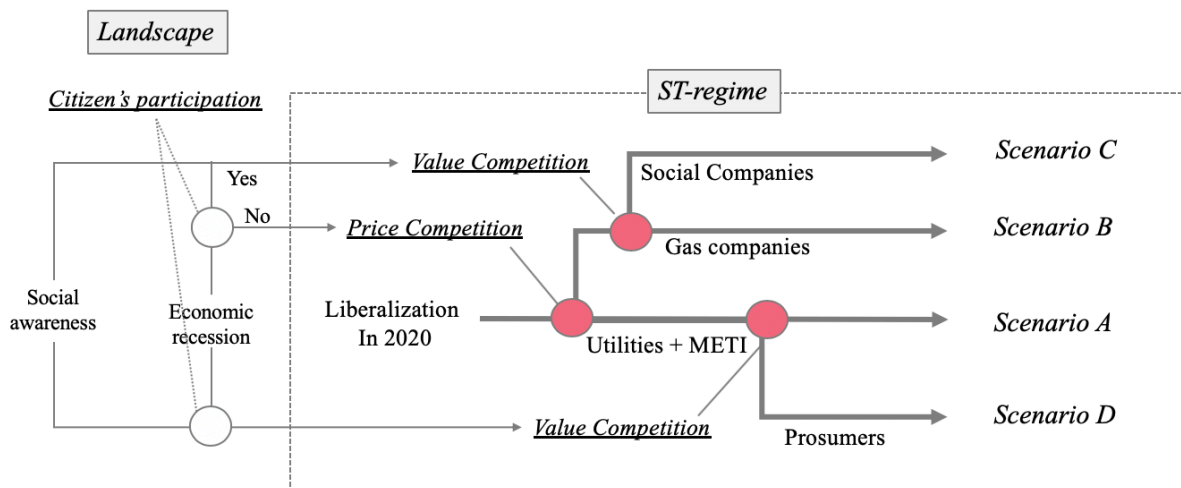 Landscape
Citizen's participation
ST-regime
Value Competition
Social Companies
Scenario C
Yes
No
Price Competition
Gas companies
Scenario B
Social
awareness
Economic
recession
Liberalization
In 2020
Utilities + METI
Scenario A
Value Competition
Prosumers
Scenario D